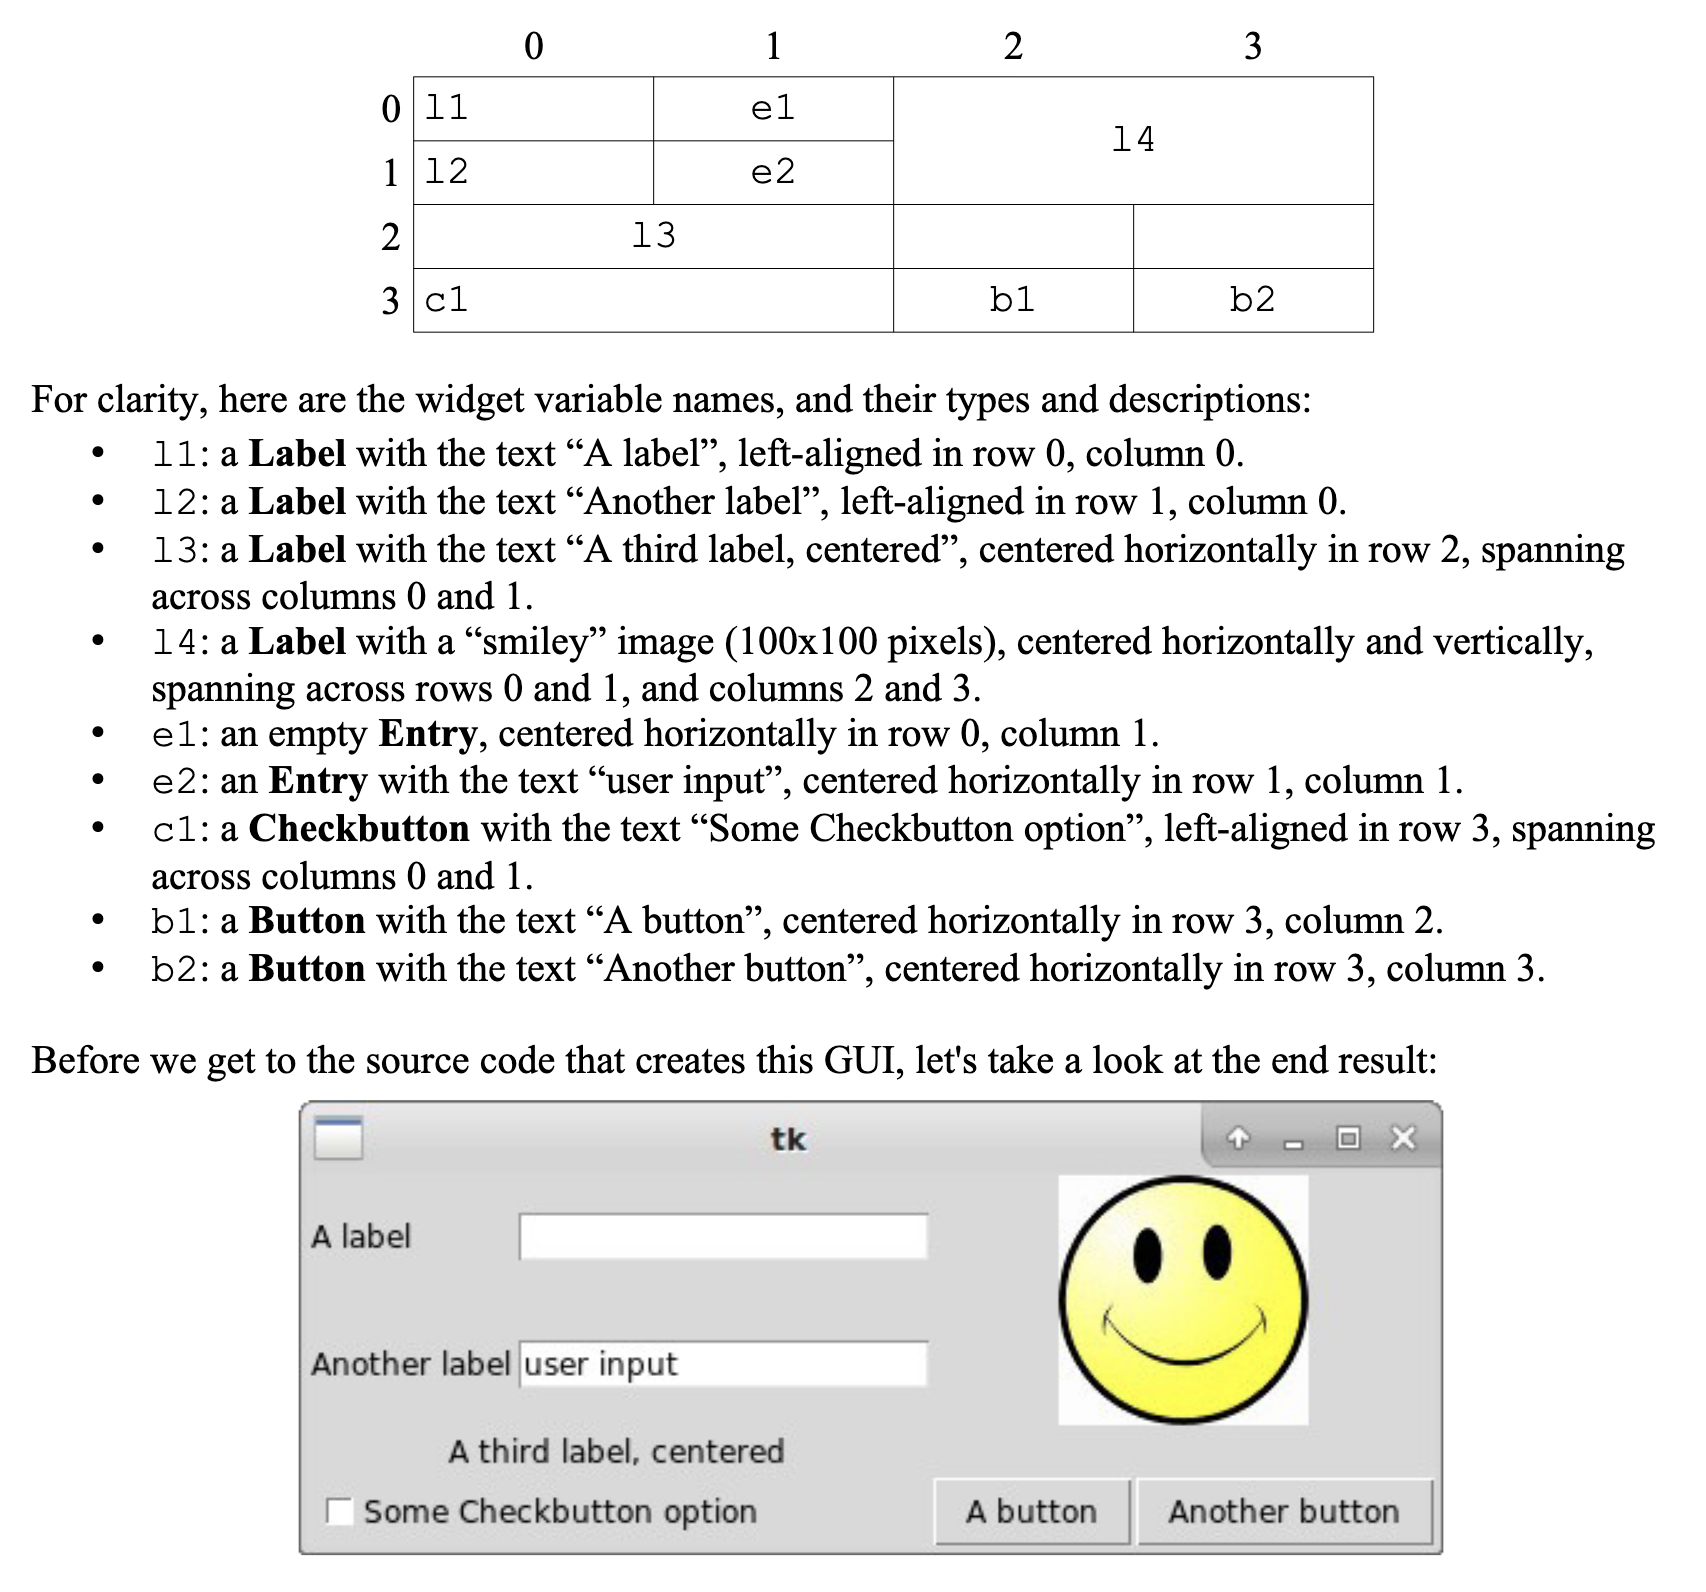 0 1 2 3
0 l1 e1 l4
1 l2 e2
2 l3
3 c1 b1 b2
For clarity, here are the widget variable names, and their types and descriptions:
• l1: a Label with the text “A label”, left-aligned in row 0, column 0.
• l2: a Label with the text “Another label”, left-aligned in row 1, column 0.
• l3: a Label with the text “A third label, centered”, centered horizontally in row 2, spanning
across columns 0 and 1.
• l4: a Label with a “smiley” image (100x100 pixels), centered horizontally and vertically,
spanning across rows 0 and 1, and columns 2 and 3.
• e1: an empty Entry, centered horizontally in row 0, column 1.
• e2: an Entry with the text “user input”, centered horizontally in row 1, column 1.
• c1: a Checkbutton with the text “Some Checkbutton option”, left-aligned in row 3, spanning
across columns 0 and 1.
• b1: a Button with the text “A button”, centered horizontally in row 3, column 2.
• b2: a Button with the text “Another button”, centered horizontally in row 3, column 3.
Before we get to the source code that creates this GUI, let's take a look at the end result:
tk
A label
Another label user input
A third label, centered
Some Checkbutton option A button Another button